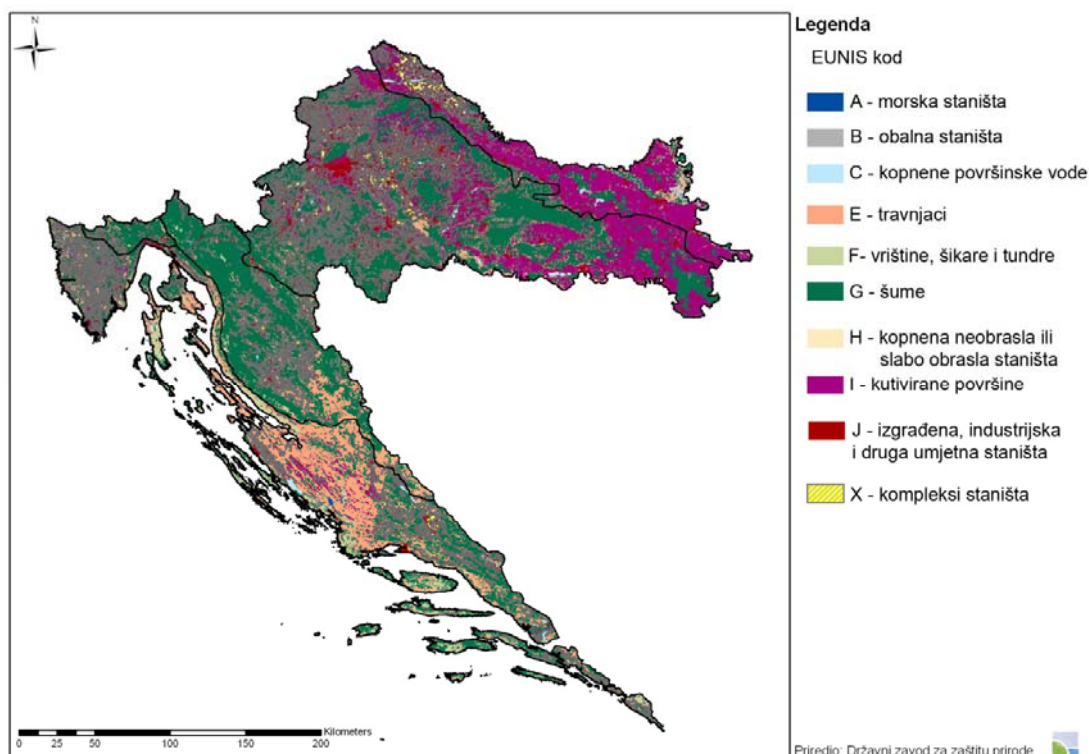 N
Legenda
EUNIS kod
A - morska staništa
B - obalna staništa
C - kopnene površinske vode
E - travnjaci
F- vrištine, šikare i tundre
G - šume
H - kopnena neobrasla ili
slabo obrasla staništa
I - kutivirane površine
J - izgrađena, industrijska
i druga umjetna staništa
X - kompleksi staništa
Kilometers
0 25 50 100 150 200
Priredio: Državni zavod za zaštitu prirode